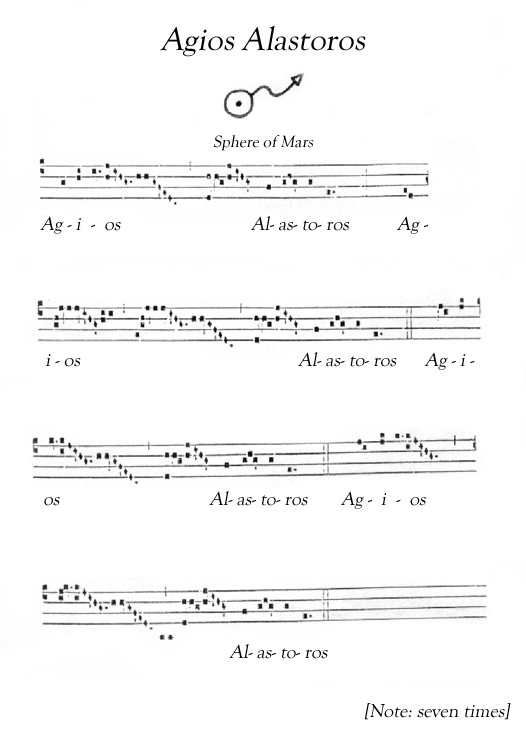 Agios Alastoros
Sphere of Mars
Ag - i - os Al- as- to- ros Ag -
i - os Al- as- to- ros Ag - i -
os Al- as- to- ros Ag - i - os
Al- as- to- ros
[Note: seven times]